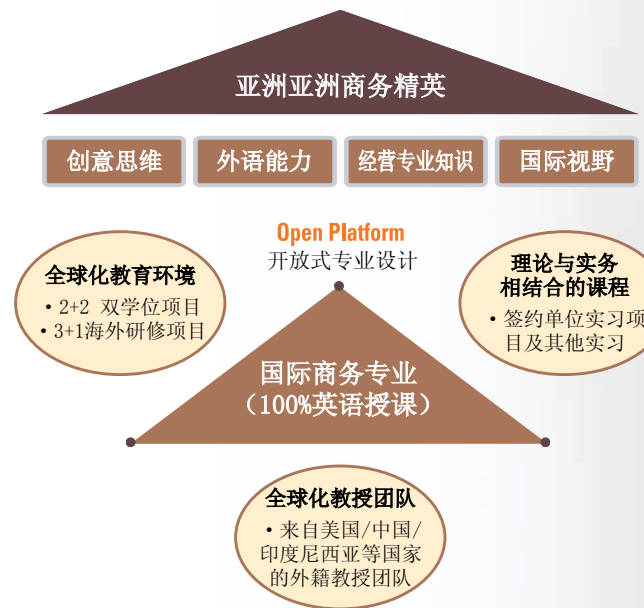 亚洲亚洲商务精英
创意思维
外语能力
经营专业知识
国际视野
Open Platform
开放式专业设计
全球化教育环境
• 2+2 双学位项目
• 3+1海外研修项目
理论与实务
相结合的课程
• 签约单位实习项
目及其他实习
国际商务专业
（100%英语授课）
全球化教授团队
• 来自美国/中国/
印度尼西亚等国家
的外籍教授团队